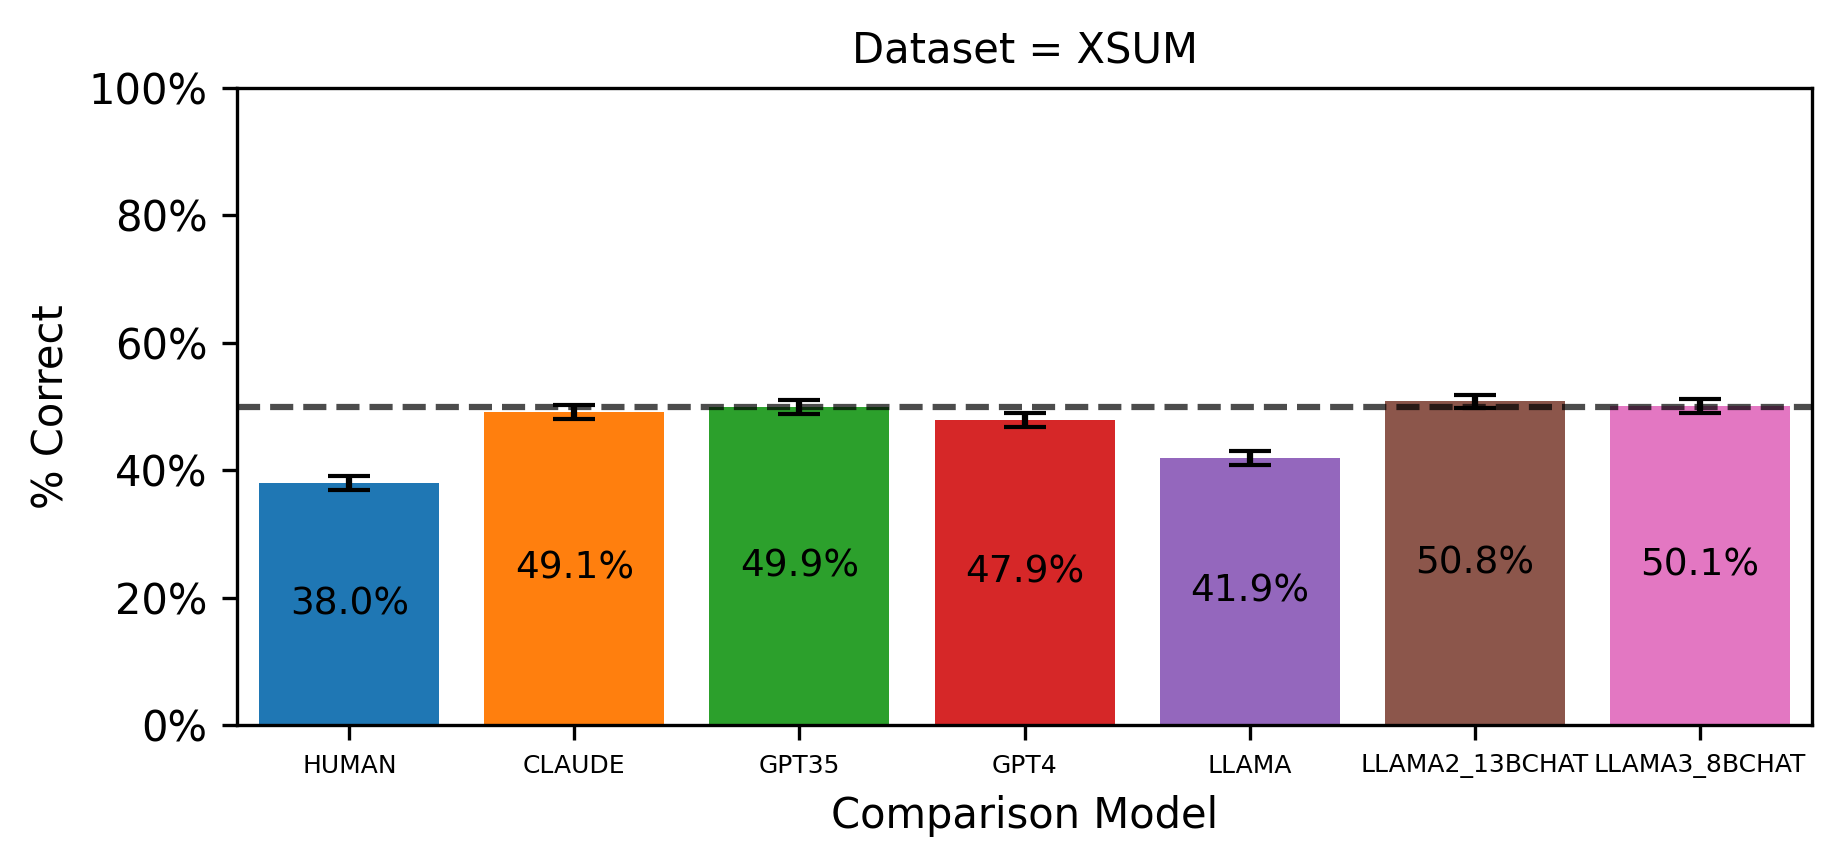 Dataset = XSUM
100%
80%
60%
40%
20%
0%
% Correct
38.0%
49.1%
49.9%
47.9%
41.9%
50.8%
50.1%
HUMAN
CLAUDE
GPT35
GPT4
LLAMA
LLAMA2_13BCHAT
LLAMA3_8BCHAT
Comparison Model